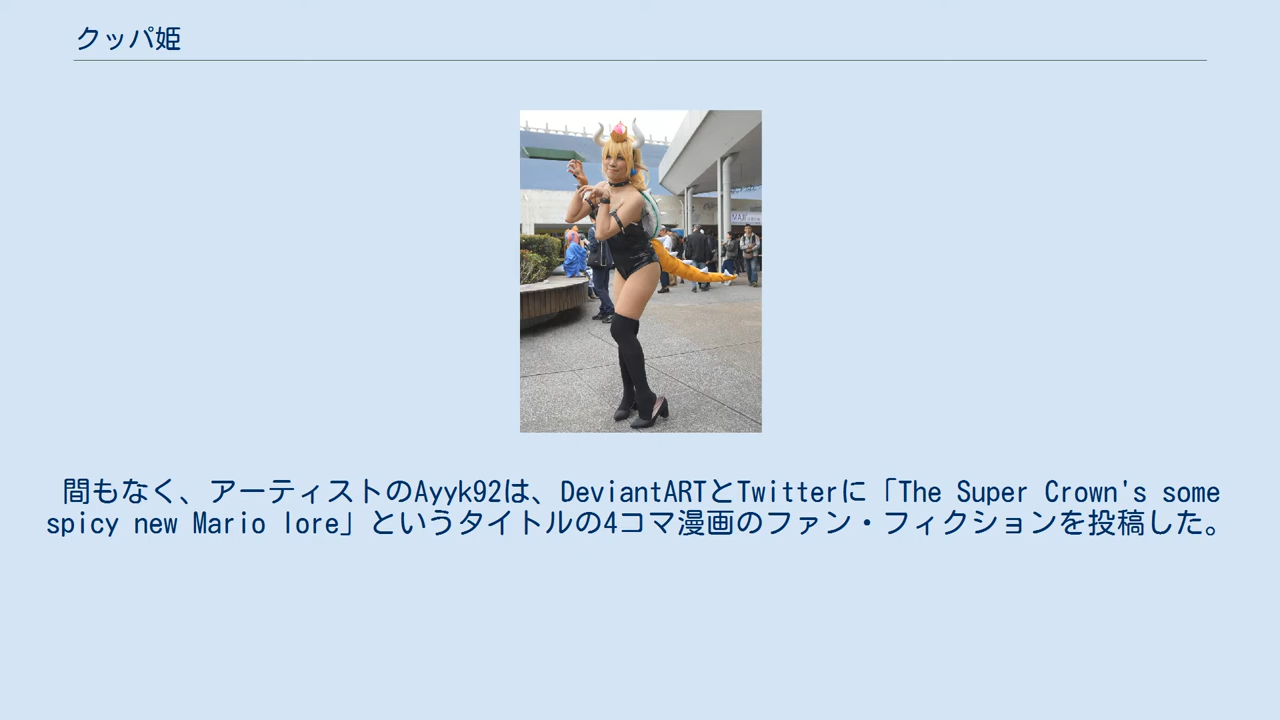 クッパ姫
間もなく、アーティストのAyyk92は、DeviantARTとTwitterに「The Super Crown's some
spicy new Mario lore」というタイトルの4コマ漫画のファン・フィクションを投稿した。